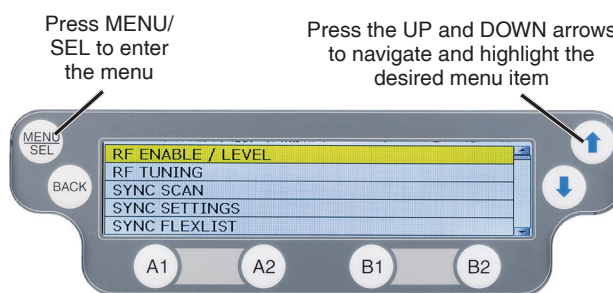 Press MENU/
SEL to enter
the menu
Press the UP and DOWN arrows
to navigate and highlight the
desired menu item
MENU
SEL
BACK
RF ENABLE / LEVEL
RF TUNING
SYNC SCAN
SYNC SETTINGS
SYNC FLEXLIST
A1
A2
B1
B2